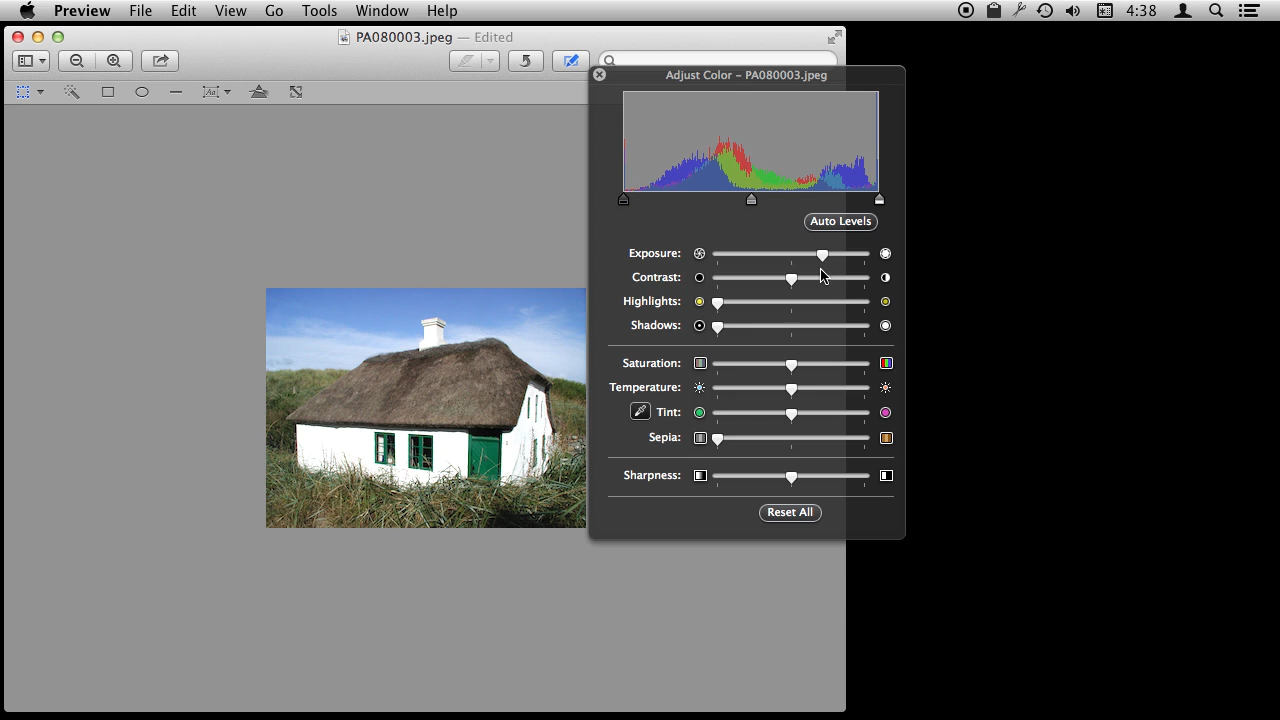 Preview File Edit View Go Tools Window Help 4:38
PA080003.jpeg — Edited
Aa
Adjust Color – PA080003.jpeg
Auto Levels
Exposure:
Contrast:
Highlights:
Shadows:
Saturation:
Temperature:
Tint:
Sepia:
Sharpness:
Reset All